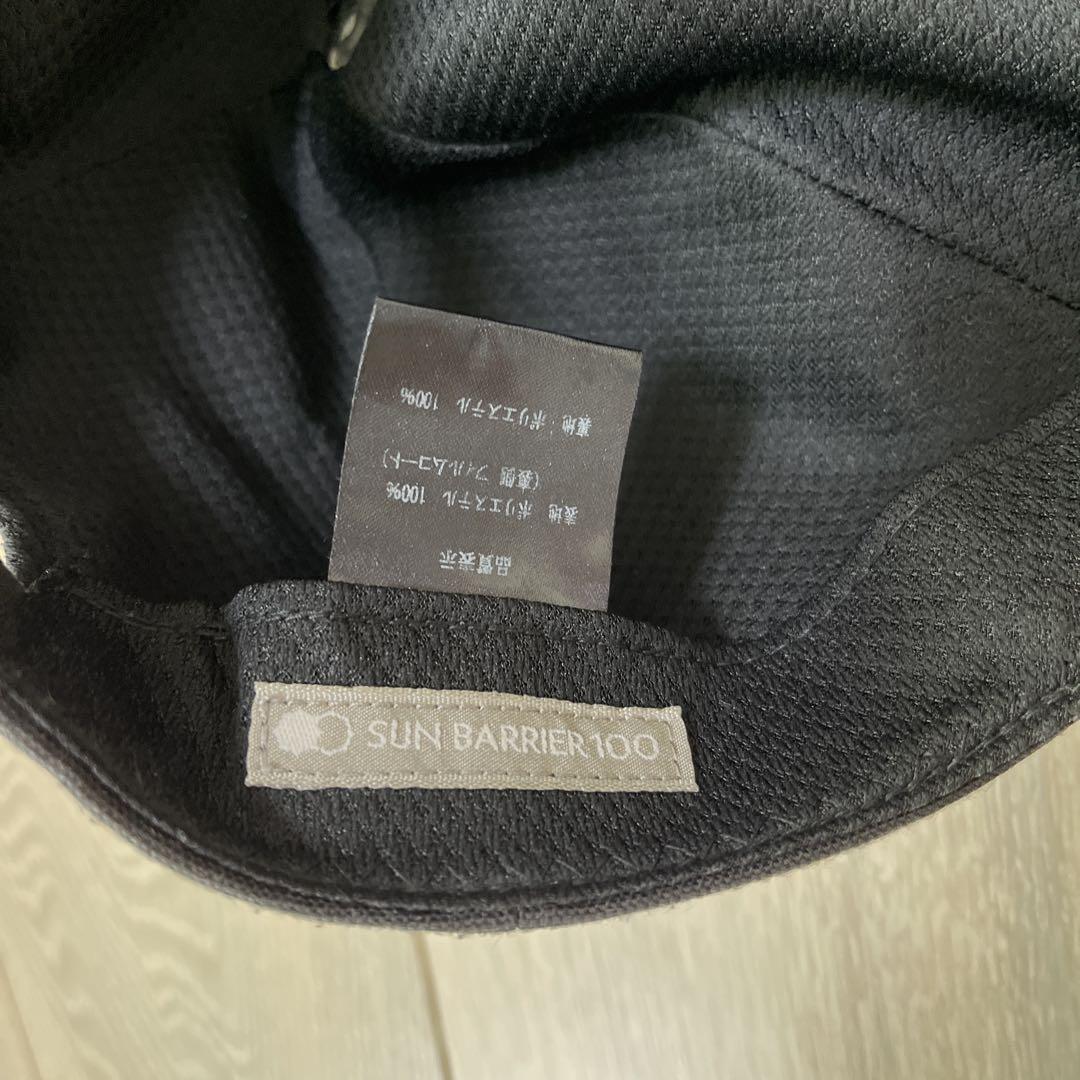 品質表示
表地 ポリエステル 100%
(裏側 フィルムコート)
裏地 ポリエステル 100%
SUN BARRIER 100